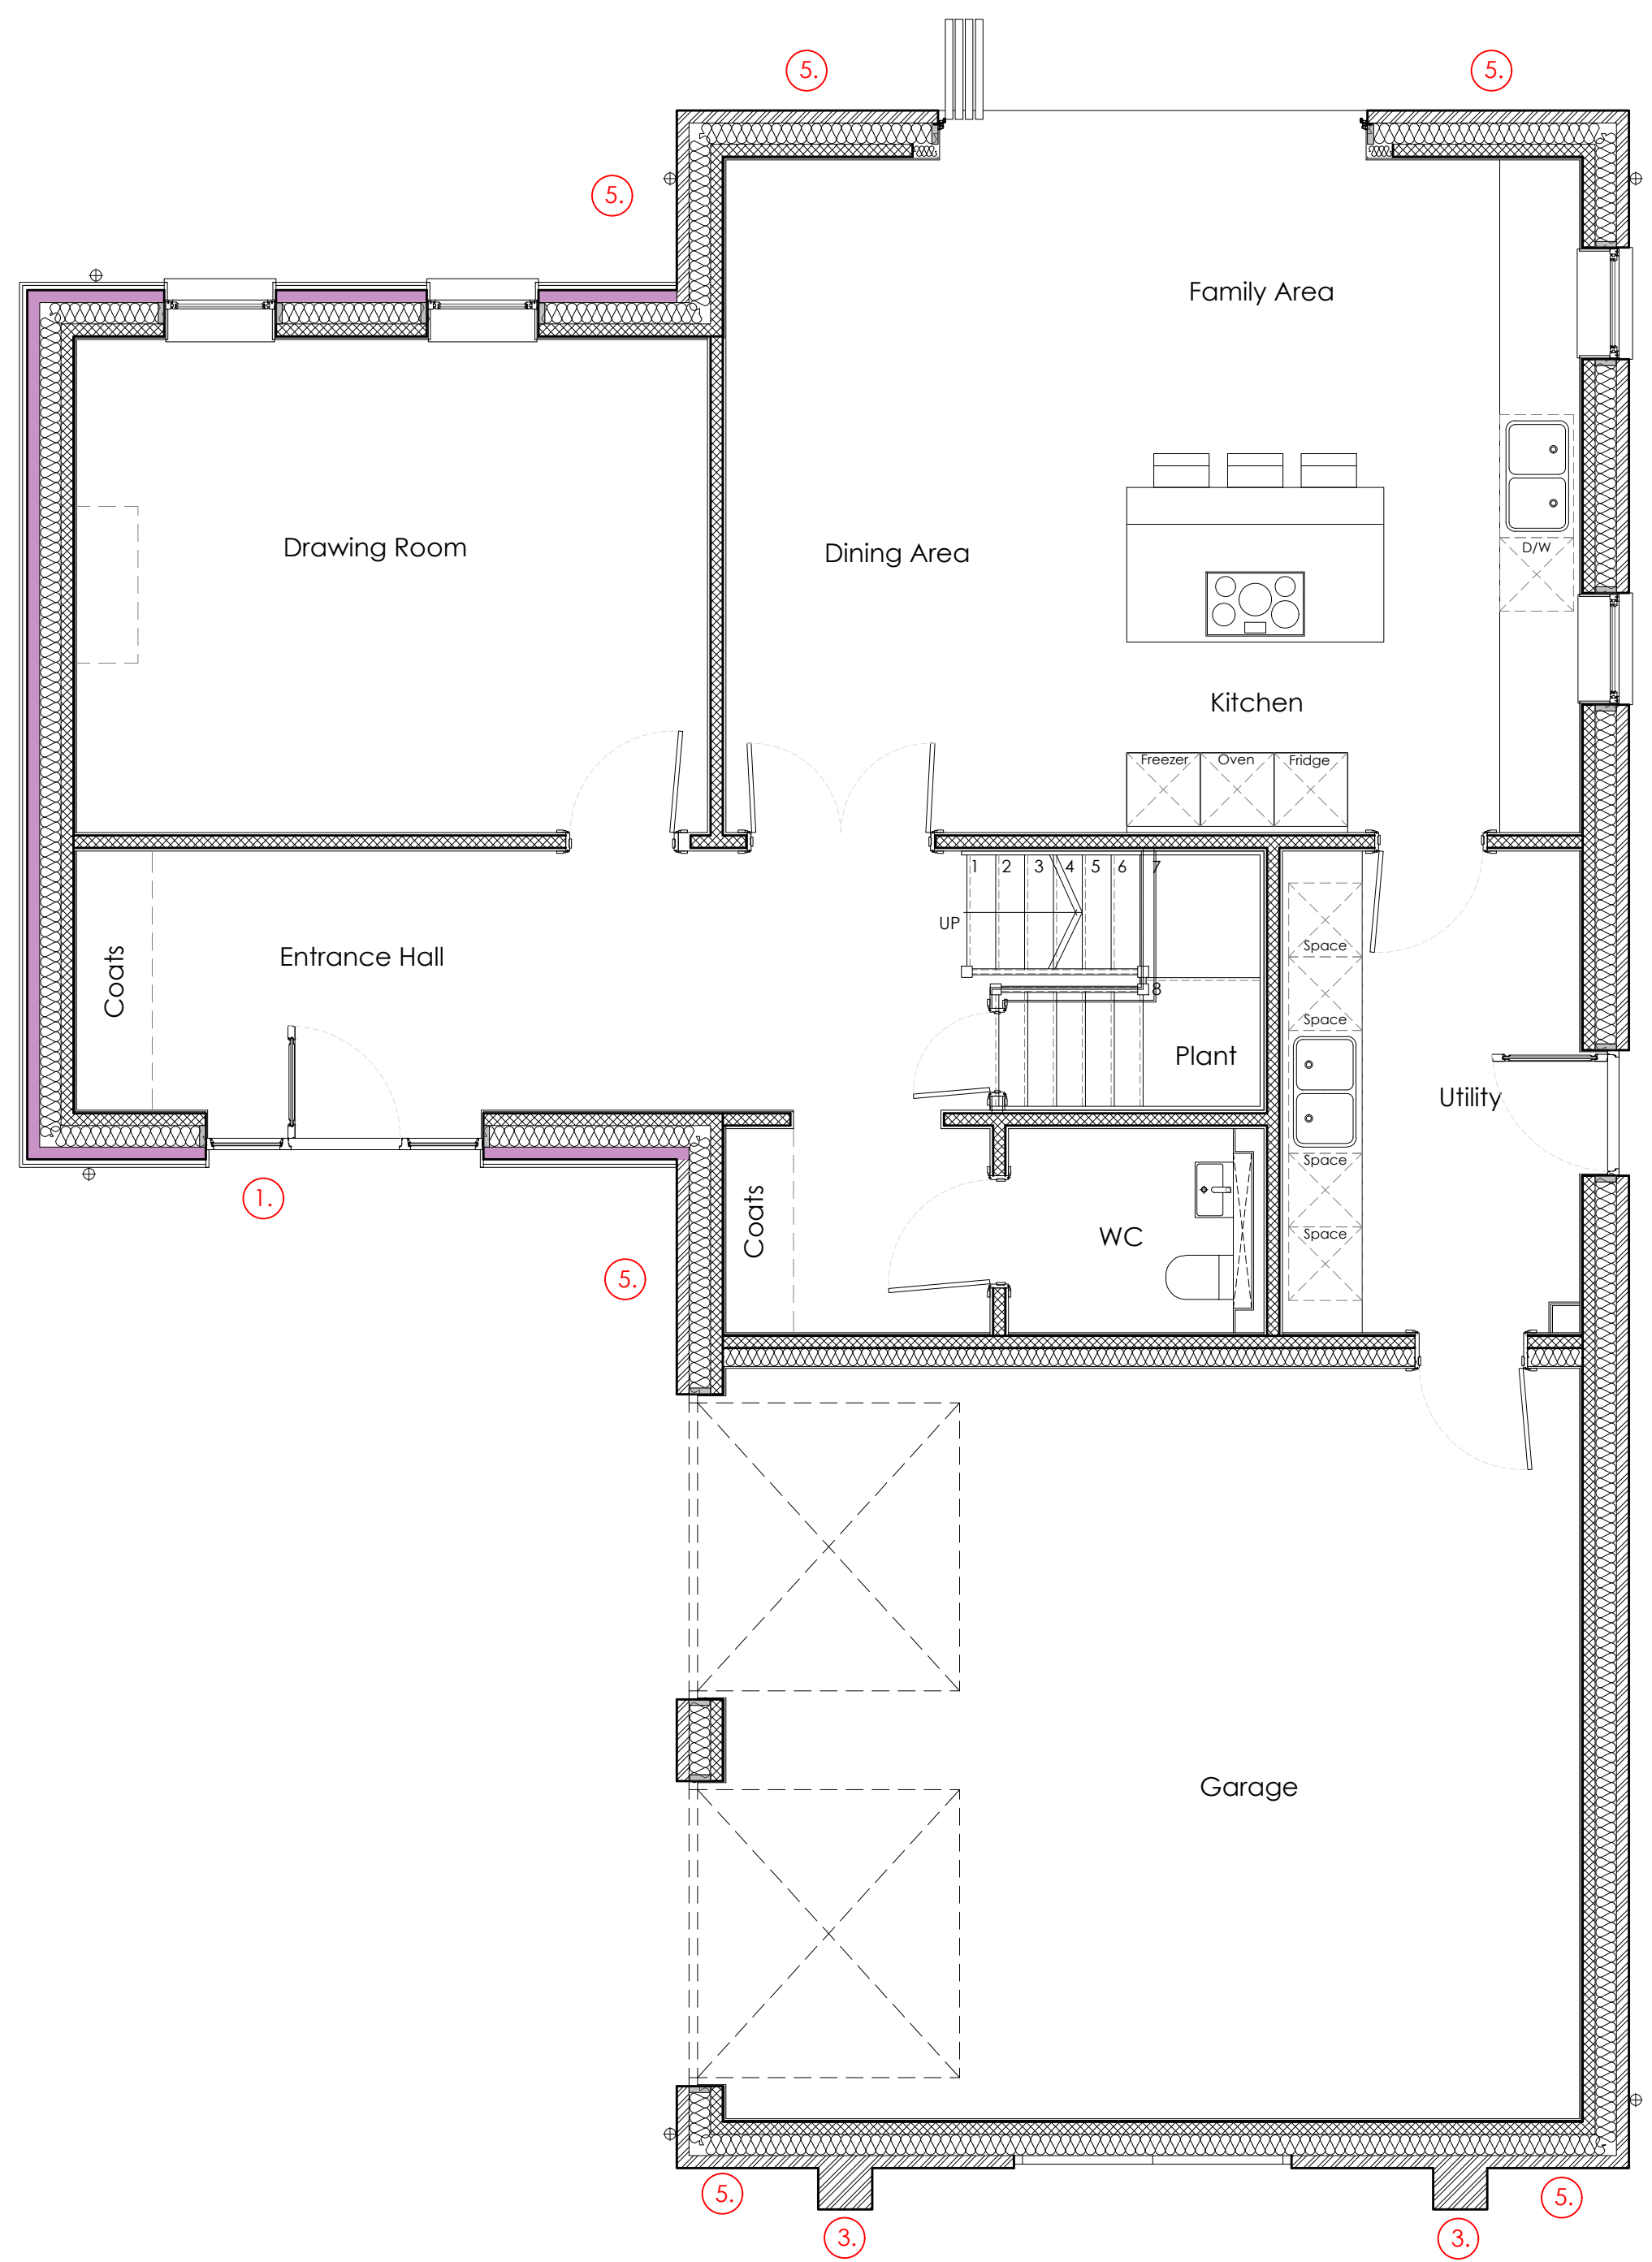 5.
5.
5.
Family Area
Drawing Room
Dining Area
D/W
Kitchen
Freezer
Oven
Fridge
1
2
3
4
5
6
7
UP
8
Coats
Entrance Hall
Space
Space
Plant
Utility
Space
Space
1.
5.
Coats
WC
Garage
5.
5.
3.
3.